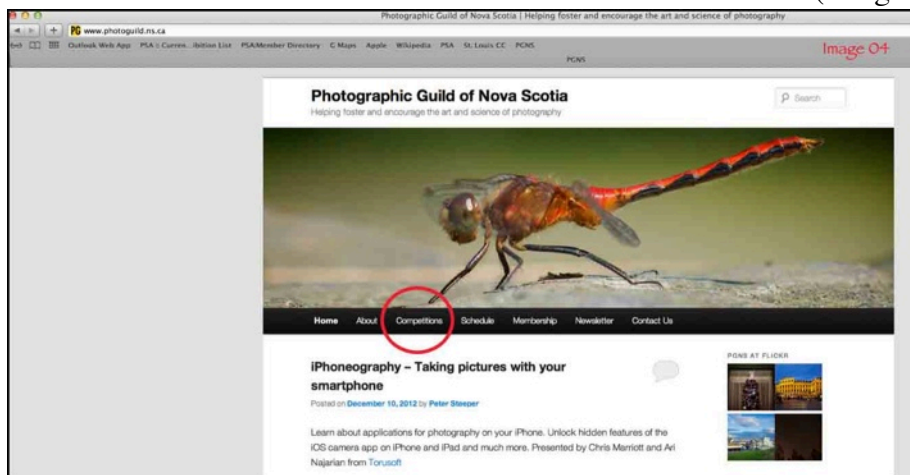 Photographic Guild of Nova Scotia | Helping foster and encourage the art and science of photography
PG www.photoguild.ns.ca
Outlook Web App PSA : Curren...ibition List PSA:Member Directory G Maps Apple Wikipedia PSA St. Louis CC PGNS
PGNS
Image 04
Photographic Guild of Nova Scotia
Helping foster and encourage the art and science of photography
Search
Home About Competitions Schedule Membership Newsletter Contact Us
iPhoneography – Taking pictures with your
smartphone
Posted on December 10, 2012 by Peter Steeper
Learn about applications for photography on your iPhone. Unlock hidden features of the
iOS camera app on iPhone and iPad and much more. Presented by Chris Marriott and Ari
Najarian from Torusoft
PGNS AT FLICKR